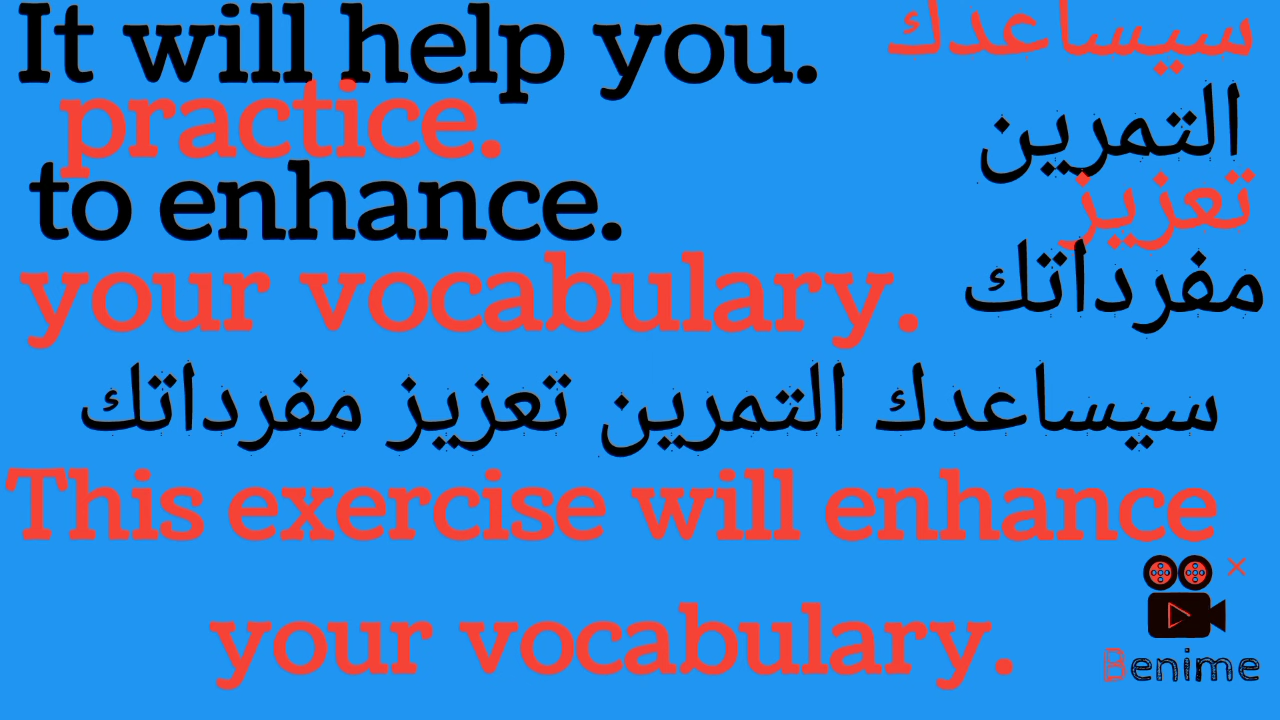 It will help you. سيساعدك
practice. التمرين
to enhance. تعزيز
your vocabulary. مفرداتك
سيساعدك التمرين تعزيز مفرداتك
This exercise will enhance
your vocabulary.
Benime